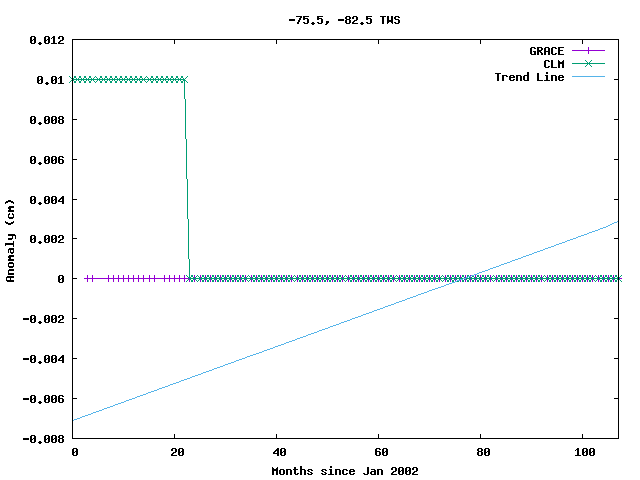 -75.5, -82.5 TWS
0.012
0.01
0.008
0.006
0.004
0.002
0
-0.002
-0.004
-0.006
-0.008
Anomaly (cm)
GRACE
CLM
Trend Line
0 20 40 60 80 100
Months since Jan 2002